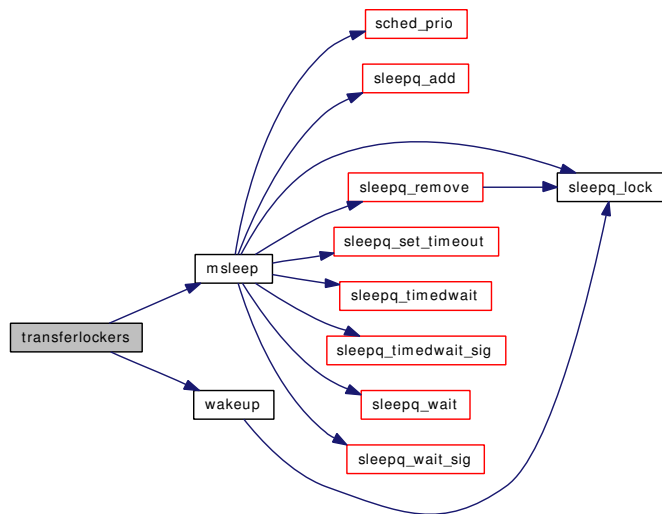 sched_prio
sleepq_add
sleepq_remove
sleepq_lock
sleepq_set_timeout
msleep
sleepq_timedwait
transferlockers
sleepq_timedwait_sig
wakeup
sleepq_wait
sleepq_wait_sig